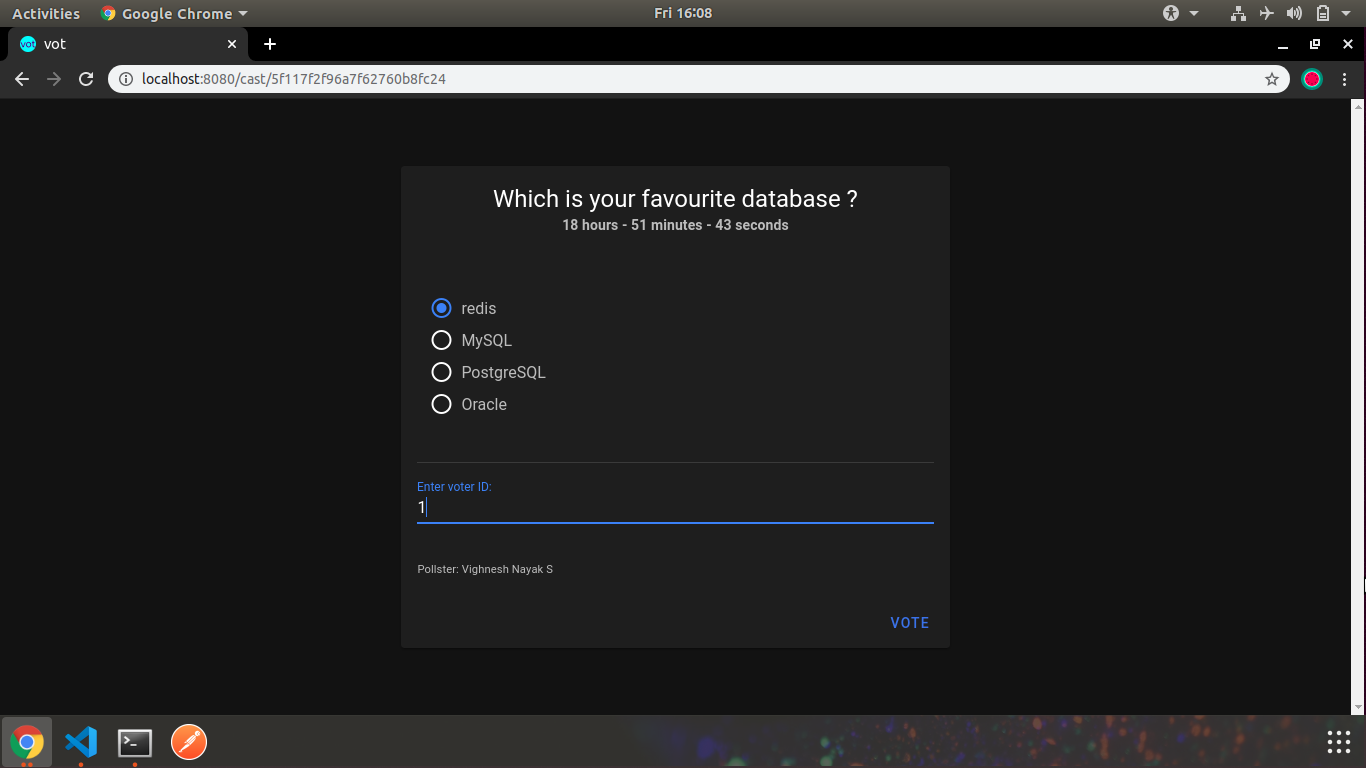 Activities Google Chrome Fri 16:08
vot vot
localhost:8080/cast/5f117f2f96a7f62760b8fc24
Which is your favourite database ?
18 hours - 51 minutes - 43 seconds
redis
MySQL
PostgreSQL
Oracle
Enter voter ID:
1
Pollster: Vighnesh Nayak S
VOTE